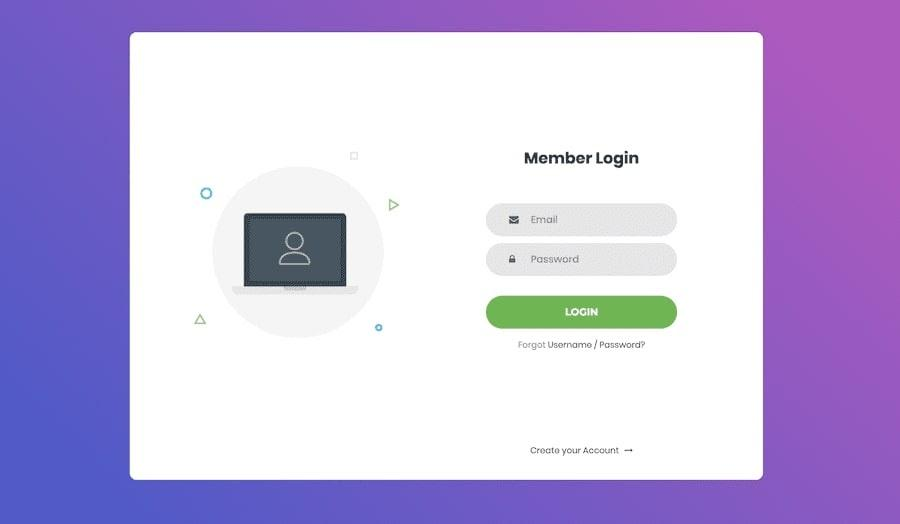 Member Login
Email
Password
LOGIN
Forgot Username / Password?
Create your Account →